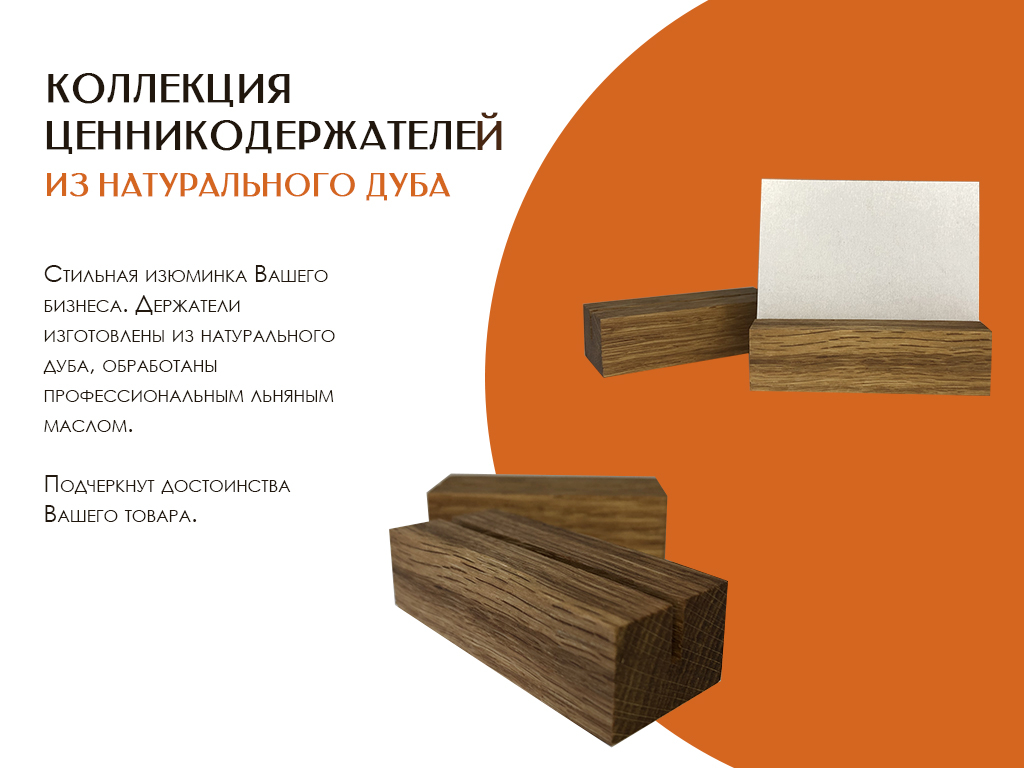 КОЛЛЕКЦИЯ
ЦЕННИКОДЕРЖАТЕЛЕЙ
ИЗ НАТУРАЛЬНОГО ДУБА
Стильная изюминка Вашего
бизнеса. Держатели
изготовлены из натурального
дуба, обработаны
профессиональным льняным
маслом.
Подчеркнут достоинства
Вашего товара.